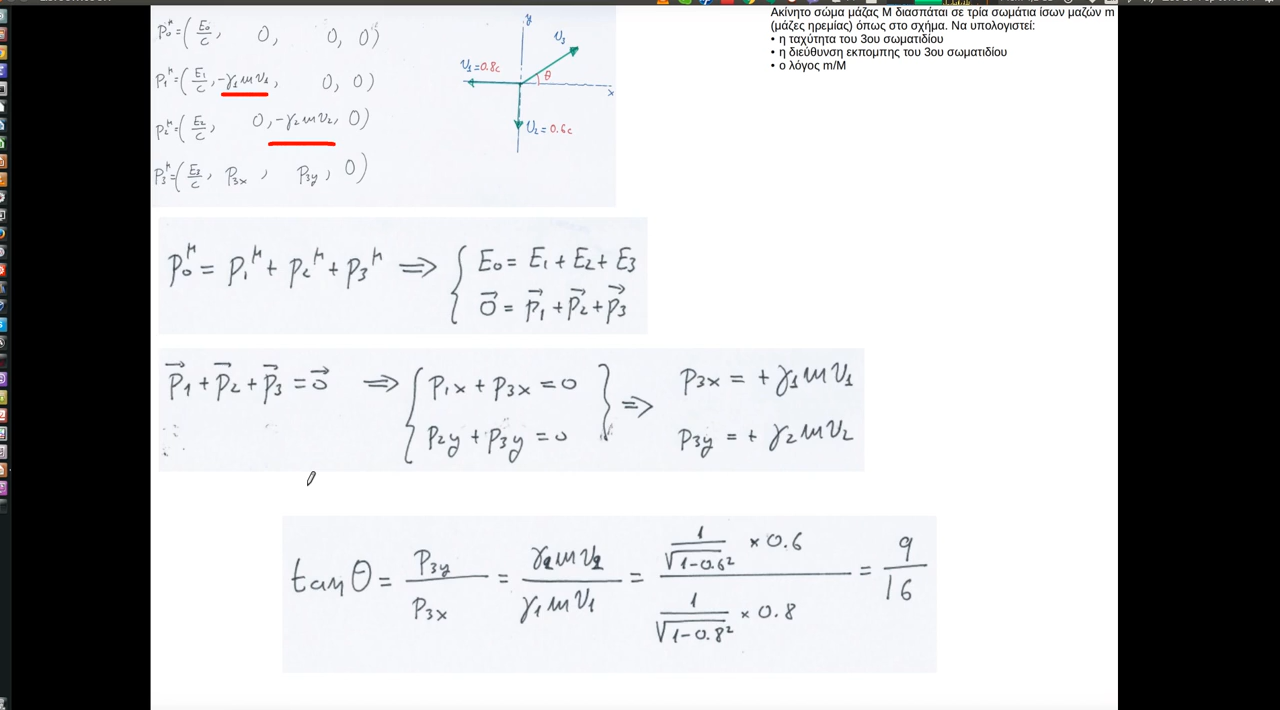 Ακίνητο σώμα μάζας Μ διασπάται σε τρία σωμάτια ίσων μαζών m
(μάζες ηρεμίας) όπως στο σχήμα. Να υπολογιστεί:
• η ταχύτητα του 3ου σωματιδίου
• η διεύθυνση εκπομπης του 3ου σωματιδίου
• ο λόγος m/M
P₀^μ=(E₀/c, 0, 0, 0)
P₁^μ=(E₁/c, -γ₁mv₁, 0, 0)
P₂^μ=(E₂/c, 0, -γ₂mv₂, 0)
P₃^μ=(E₃/c, P₃x, P₃y, 0)
y
v₃
v₁=0.8c
θ
x
v₂=0.6c
P₀^μ = P₁^μ + P₂^μ + P₃^μ ⇒ { E₀ = E₁ + E₂ + E₃
0⃗ = p⃗₁ + p⃗₂ + p⃗₃
p⃗₁ + p⃗₂ + p⃗₃ = 0⃗ ⇒ { P₁x + P₃x = 0 } ⇒ P₃x = + γ₁mv₁
P₂y + P₃y = 0 P₃y = + γ₂mv₂
tanθ = P₃y/P₃x = γ₂mv₂/γ₁mv₁ = (1/√(1-0.6²) × 0.6)/(1/√(1-0.8²) × 0.8) = 9/16